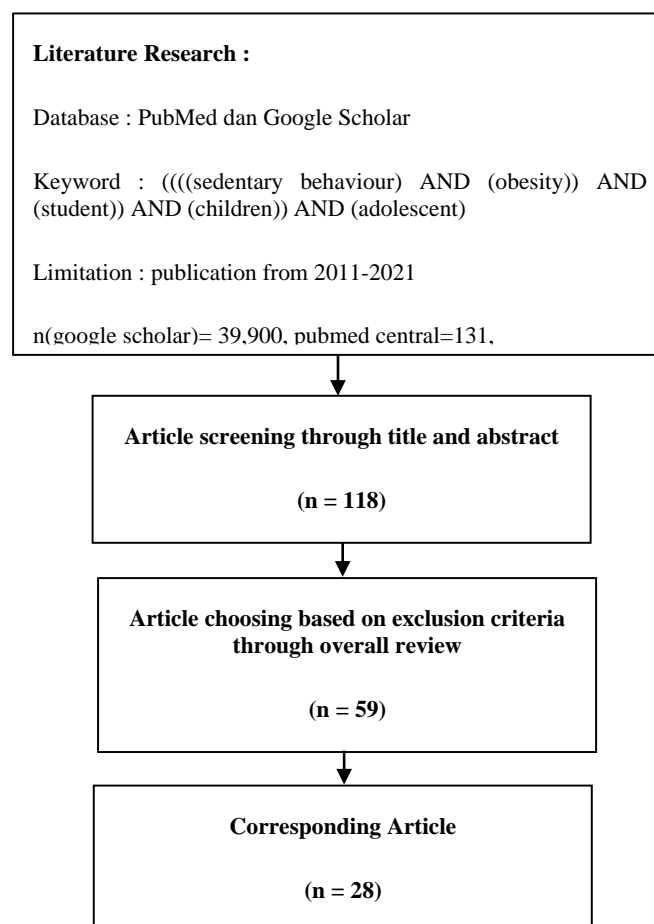 Literature Research :
Database : PubMed dan Google Scholar
Keyword : ((((sedentary behaviour) AND (obesity)) AND
(student)) AND (children)) AND (adolescent)
Limitation : publication from 2011-2021
n(google scholar)= 39,900, pubmed central=131,
Article screening through title and abstract
(n = 118)
Article choosing based on exclusion criteria
through overall review
(n = 59)
Corresponding Article
(n = 28)